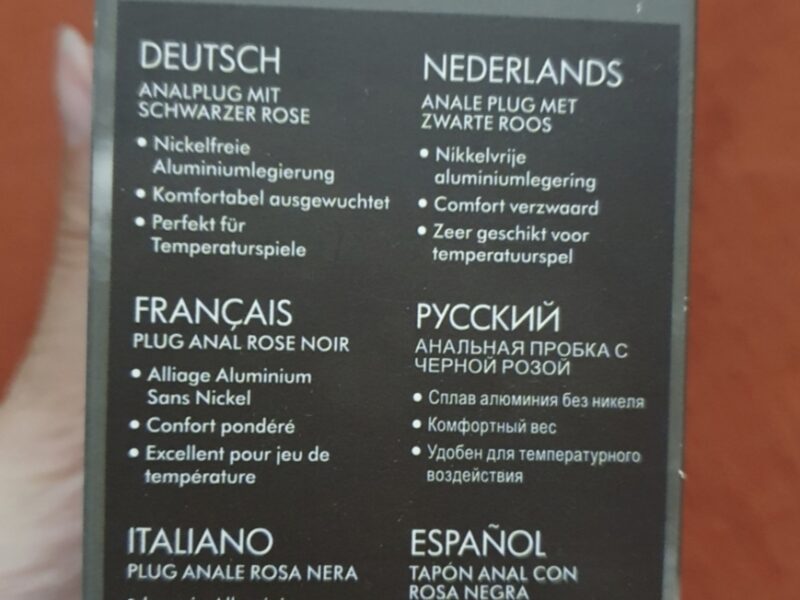 DEUTSCH
ANALPLUG MIT
SCHWARZER ROSE
• Nickelfreie
Aluminiumlegierung
• Komfortabel ausgewuchtet
• Perfekt für
Temperaturspiele
NEDERLANDS
ANALE PLUG MET
ZWARTE ROOS
• Nikkelvrije
aluminiumlegering
• Comfort verzwaard
• Zeer geschikt voor
temperatuurspel
FRANÇAIS
PLUG ANAL ROSE NOIR
• Alliage Aluminium
Sans Nickel
• Confort pondéré
• Excellent pour jeu de
température
РУССКИЙ
АНАЛЬНАЯ ПРОБКА С
ЧЕРНОЙ РОЗОЙ
• Сплав алюминия без никеля
• Комфортный вес
• Удобен для температурного
воздействия
ITALIANO
PLUG ANALE ROSA NERA
ESPAÑOL
TAPÓN ANAL CON
ROSA NEGRA